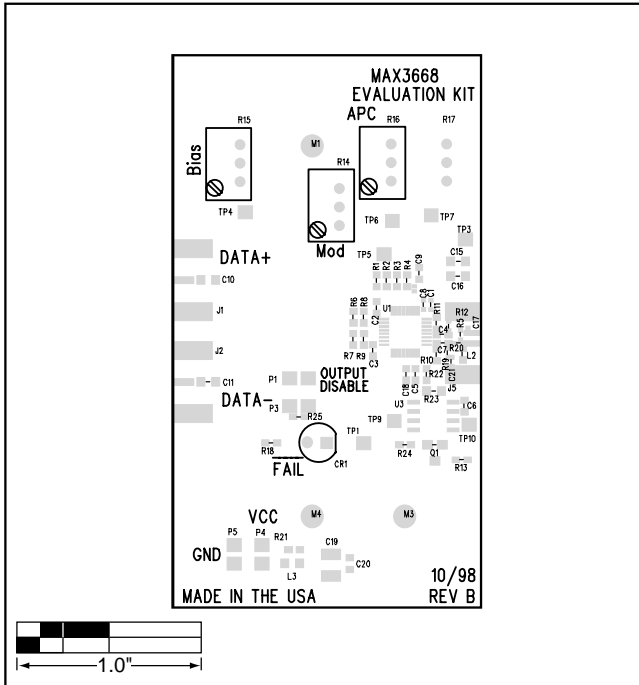 MAX3668
EVALUATION KIT
APC
R15
R16
R17
Bias
M1
R14
TP4
TP6
TP7
Mod
TP3
TP5
DATA+
C10
R1
R2
R3
R4
C9
C15
C16
J1
R6
R8
C2
U1
C8
C1
R11
R12
C17
C4
R5
J2
R7
R9
C3
C7
R20
L2
R10
R19
C21
C11
P1
OUTPUT
DISABLE
C18
C5
R22
R23
J5
DATA-
P3
R25
TP9
U3
C6
R18
FAIL
CR1
TP1
R24
Q1
TP10
R13
VCC
M4
M3
P5
P4
R21
C19
GND
L3
C20
10/98
MADE IN THE USA
REV B
1.0"